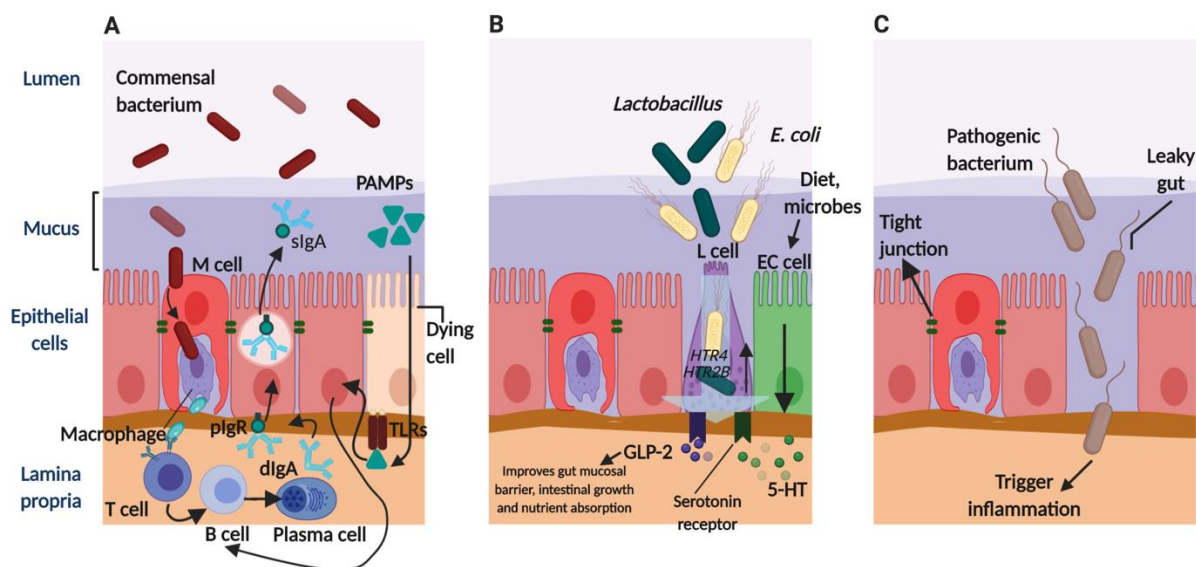 A
B
C
Lumen
Mucus
Epithelial
cells
Lamina
propria
Commensal
bacterium
PAMPs
sIgA
M cell
Dying
cell
Macrophage
pIgR
TLRs
dIgA
T cell
B cell
Plasma cell
Lactobacillus
E. coli
Diet,
microbes
L cell
EC cell
HTR4
HTR2B
GLP-2
Improves gut mucosal
barrier, intestinal growth
and nutrient absorption
Serotonin
receptor
5-HT
Pathogenic
bacterium
Leaky
gut
Tight
junction
Trigger
inflammation